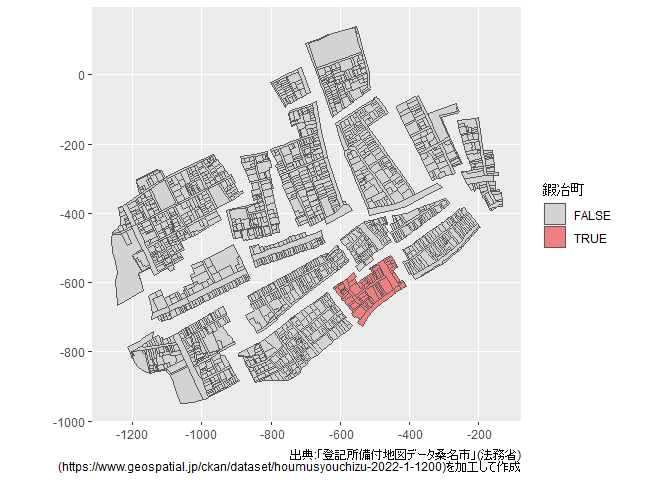 0
-200
-400
-600
-800
-1000
-1200
-1000
-800
-600
-400
-200
鍛冶町
FALSE
TRUE
出典:「登記所備付地図データ桑名市」(法務省)
(https://www.geospatial.jp/ckan/dataset/houmusyouchizu-2022-1-1200)を加工して作成